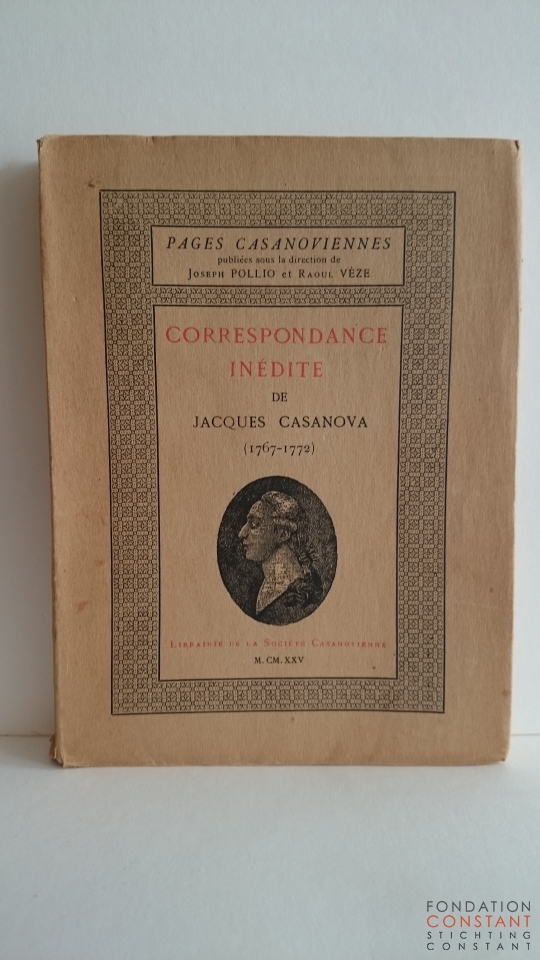 PAGES CASANOVIENNES
publiées sous la direction de
JOSEPH POLLIO et RAOUL VÈZE
CORRESPONDANCE
INÉDITE
DE
JACQUES CASANOVA
(1767-1772)
LIBRAIRIE DE LA SOCIÉTÉ CASANOVIENNE
M. CM. XXV
FONDATION
CONSTANT
STICHTING
CONSTANT